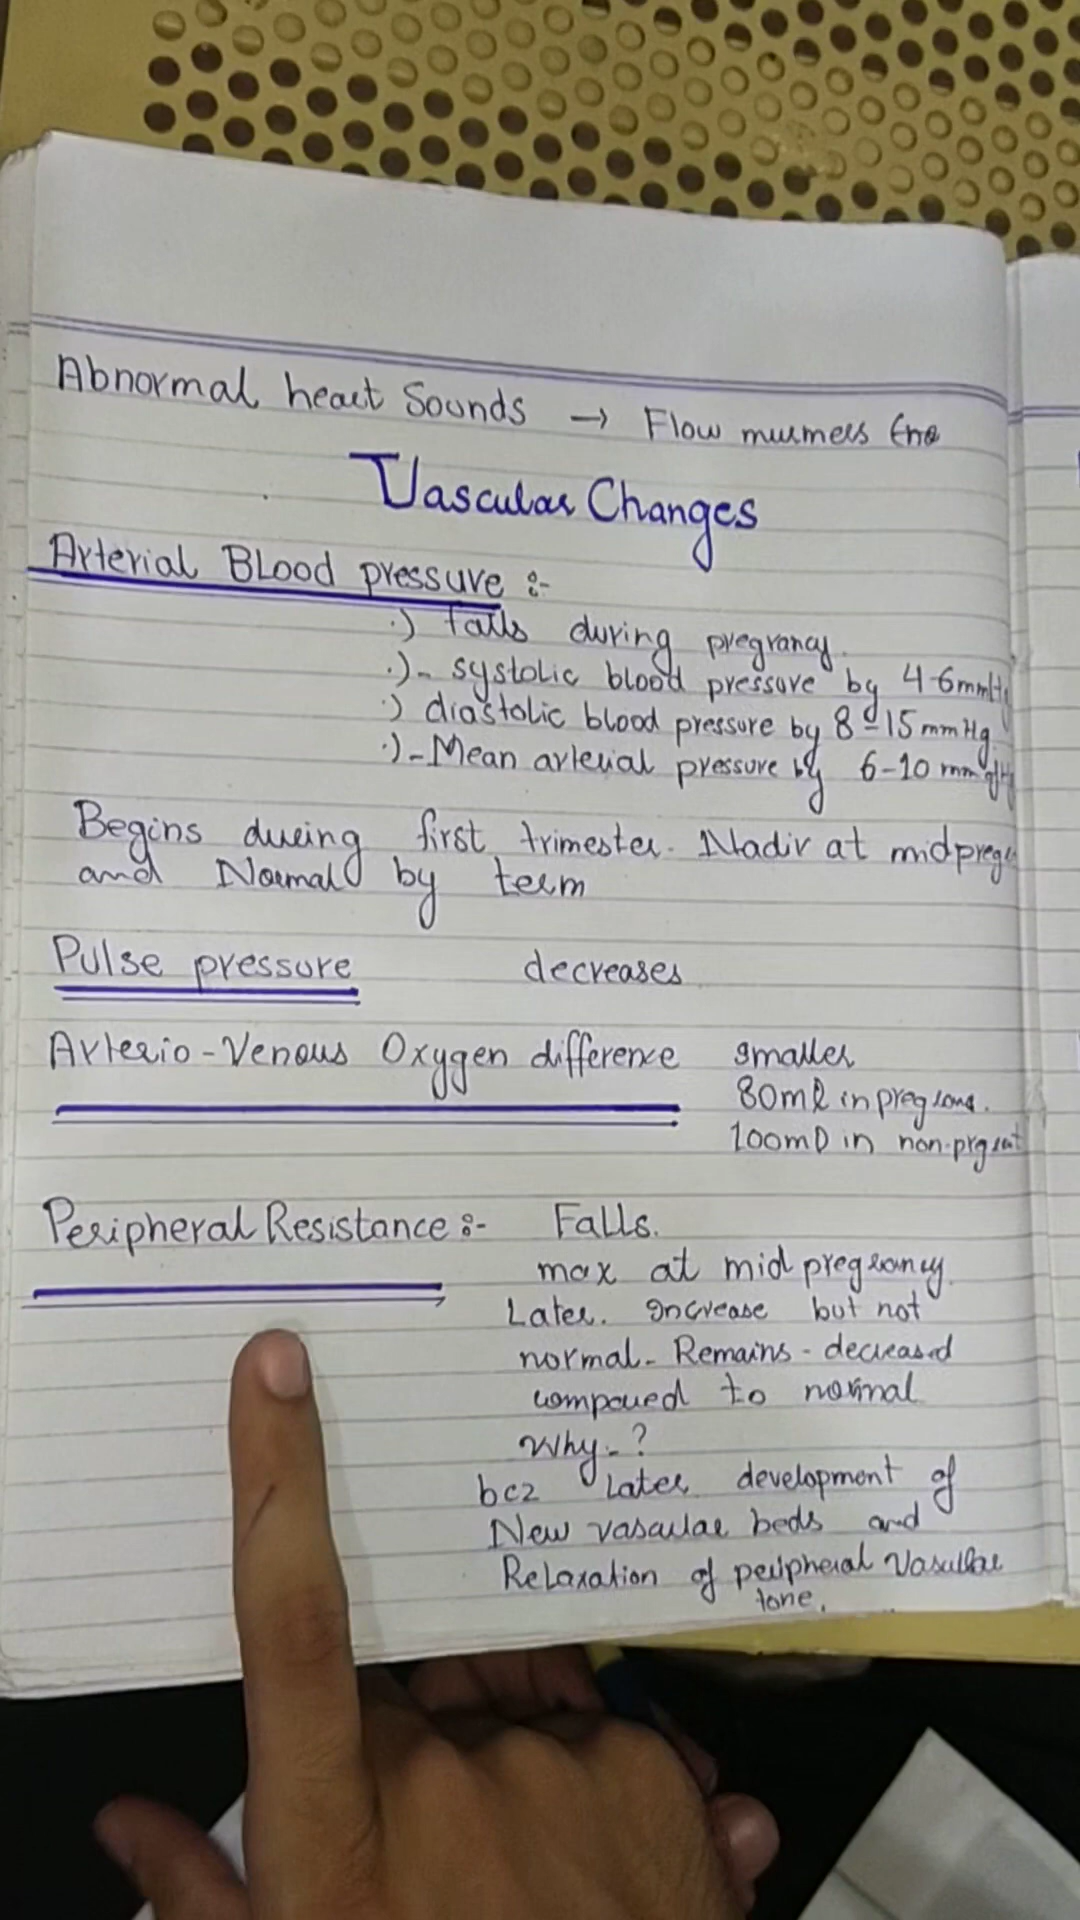 Abnormal heart Sounds → Flow murmers
Vascular Changes
Arterial Blood pressure :-
.) falls during pregnancy.
.)- systolic blood pressure by 4-6mmHg
.) diastolic blood pressure by 8-15 mmHg.
.)-Mean arterial pressure by 6-10 mm
Begins during first trimester. Nadir at midpreg
and Normal by term
Pulse pressure decreases
Arterio-Venous Oxygen difference smaller
80ml in
100ml in non-
Peripheral Resistance :- Falls.
max at mid pregnancy.
Later. increase but not
normal- Remains - decreased
compared to normal
Why-?
bcz Later development of
New vascular beds and
Relaxation of peripheral Vascular
tone.